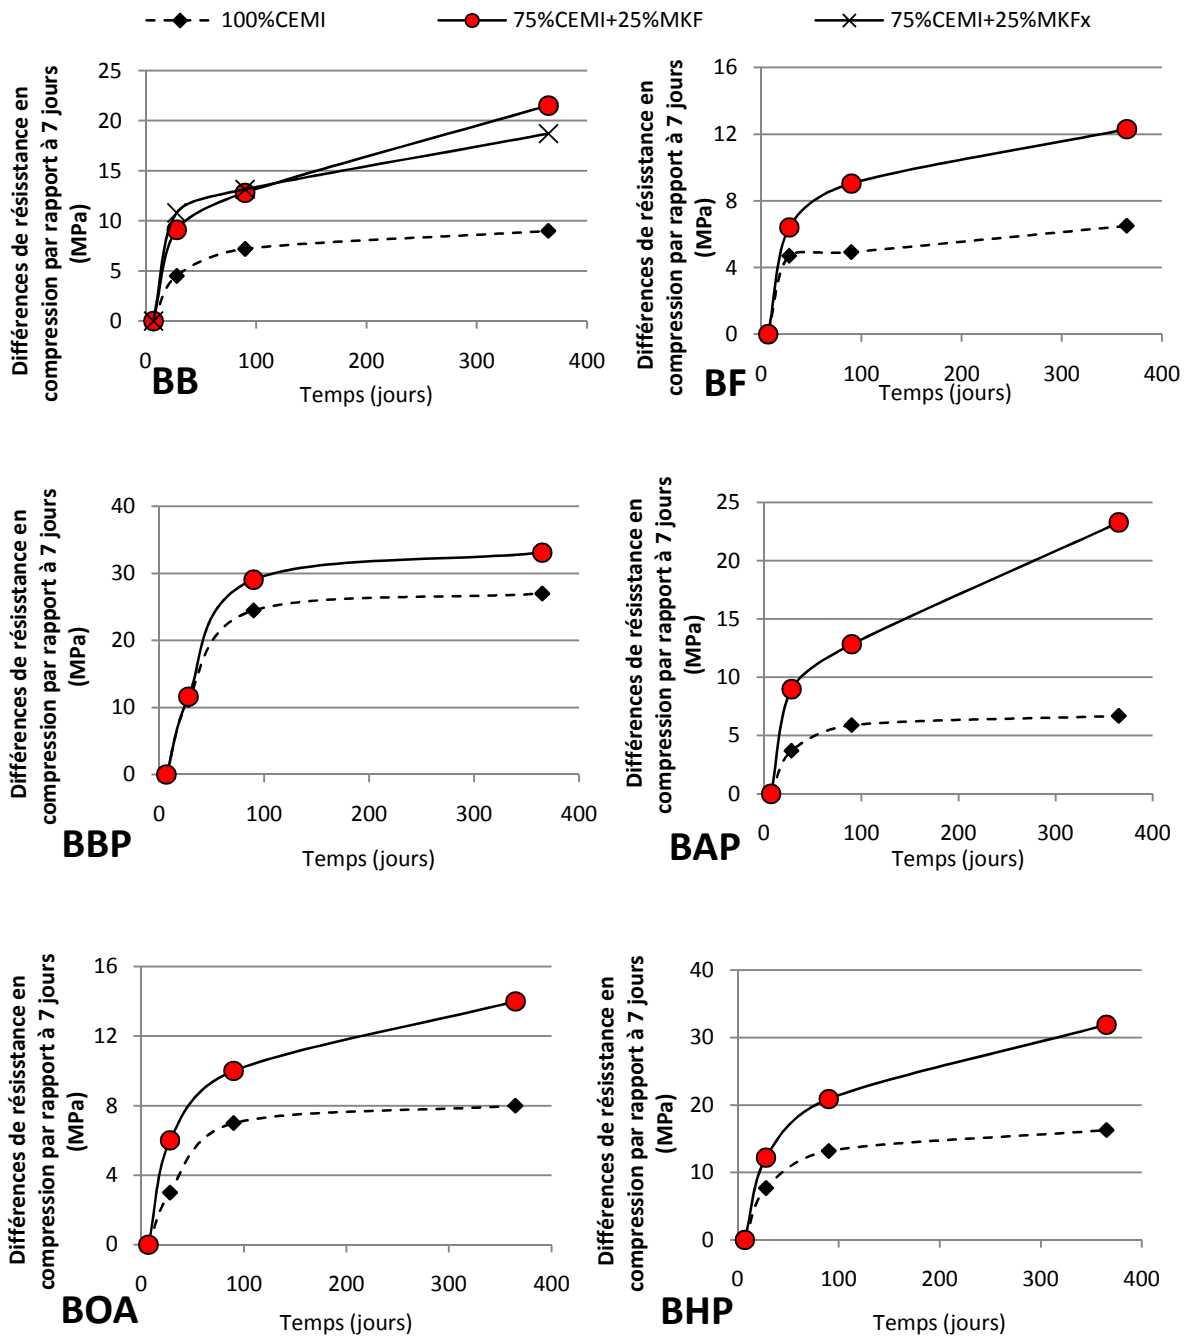 100%CEMI 75%CEMI+25%MKF 75%CEMI+25%MKFx
Différences de résisstance en
compression par rapport à 7 jours
(MPa)
25
20
15
10
5
0
0 100 200 300 400
BB
Temps (jours)
Différences de résisstance en
compression par rapport à 7 jours
(MPa)
16
12
8
4
0
0 100 200 300 400
BF
Temps (jours)
Différences de résisstance en
compression par rapport à 7 jours
(MPa)
40
30
20
10
0
0 100 200 300 400
BBP
Temps (jours)
Différences de résisstance en
compression par rapport à 7 jours
(MPa)
25
20
15
10
5
0
0 100 200 300 400
BAP
Temps (jours)
Différences de résisstance en
compression par rapport à 7 jours
(MPa)
16
12
8
4
0
0 100 200 300 400
BOA
Temps (jours)
Différences de résisstance en
compression par rapport à 7 jours
(MPa)
40
30
20
10
0
0 100 200 300 400
BHP
Temps (jours)